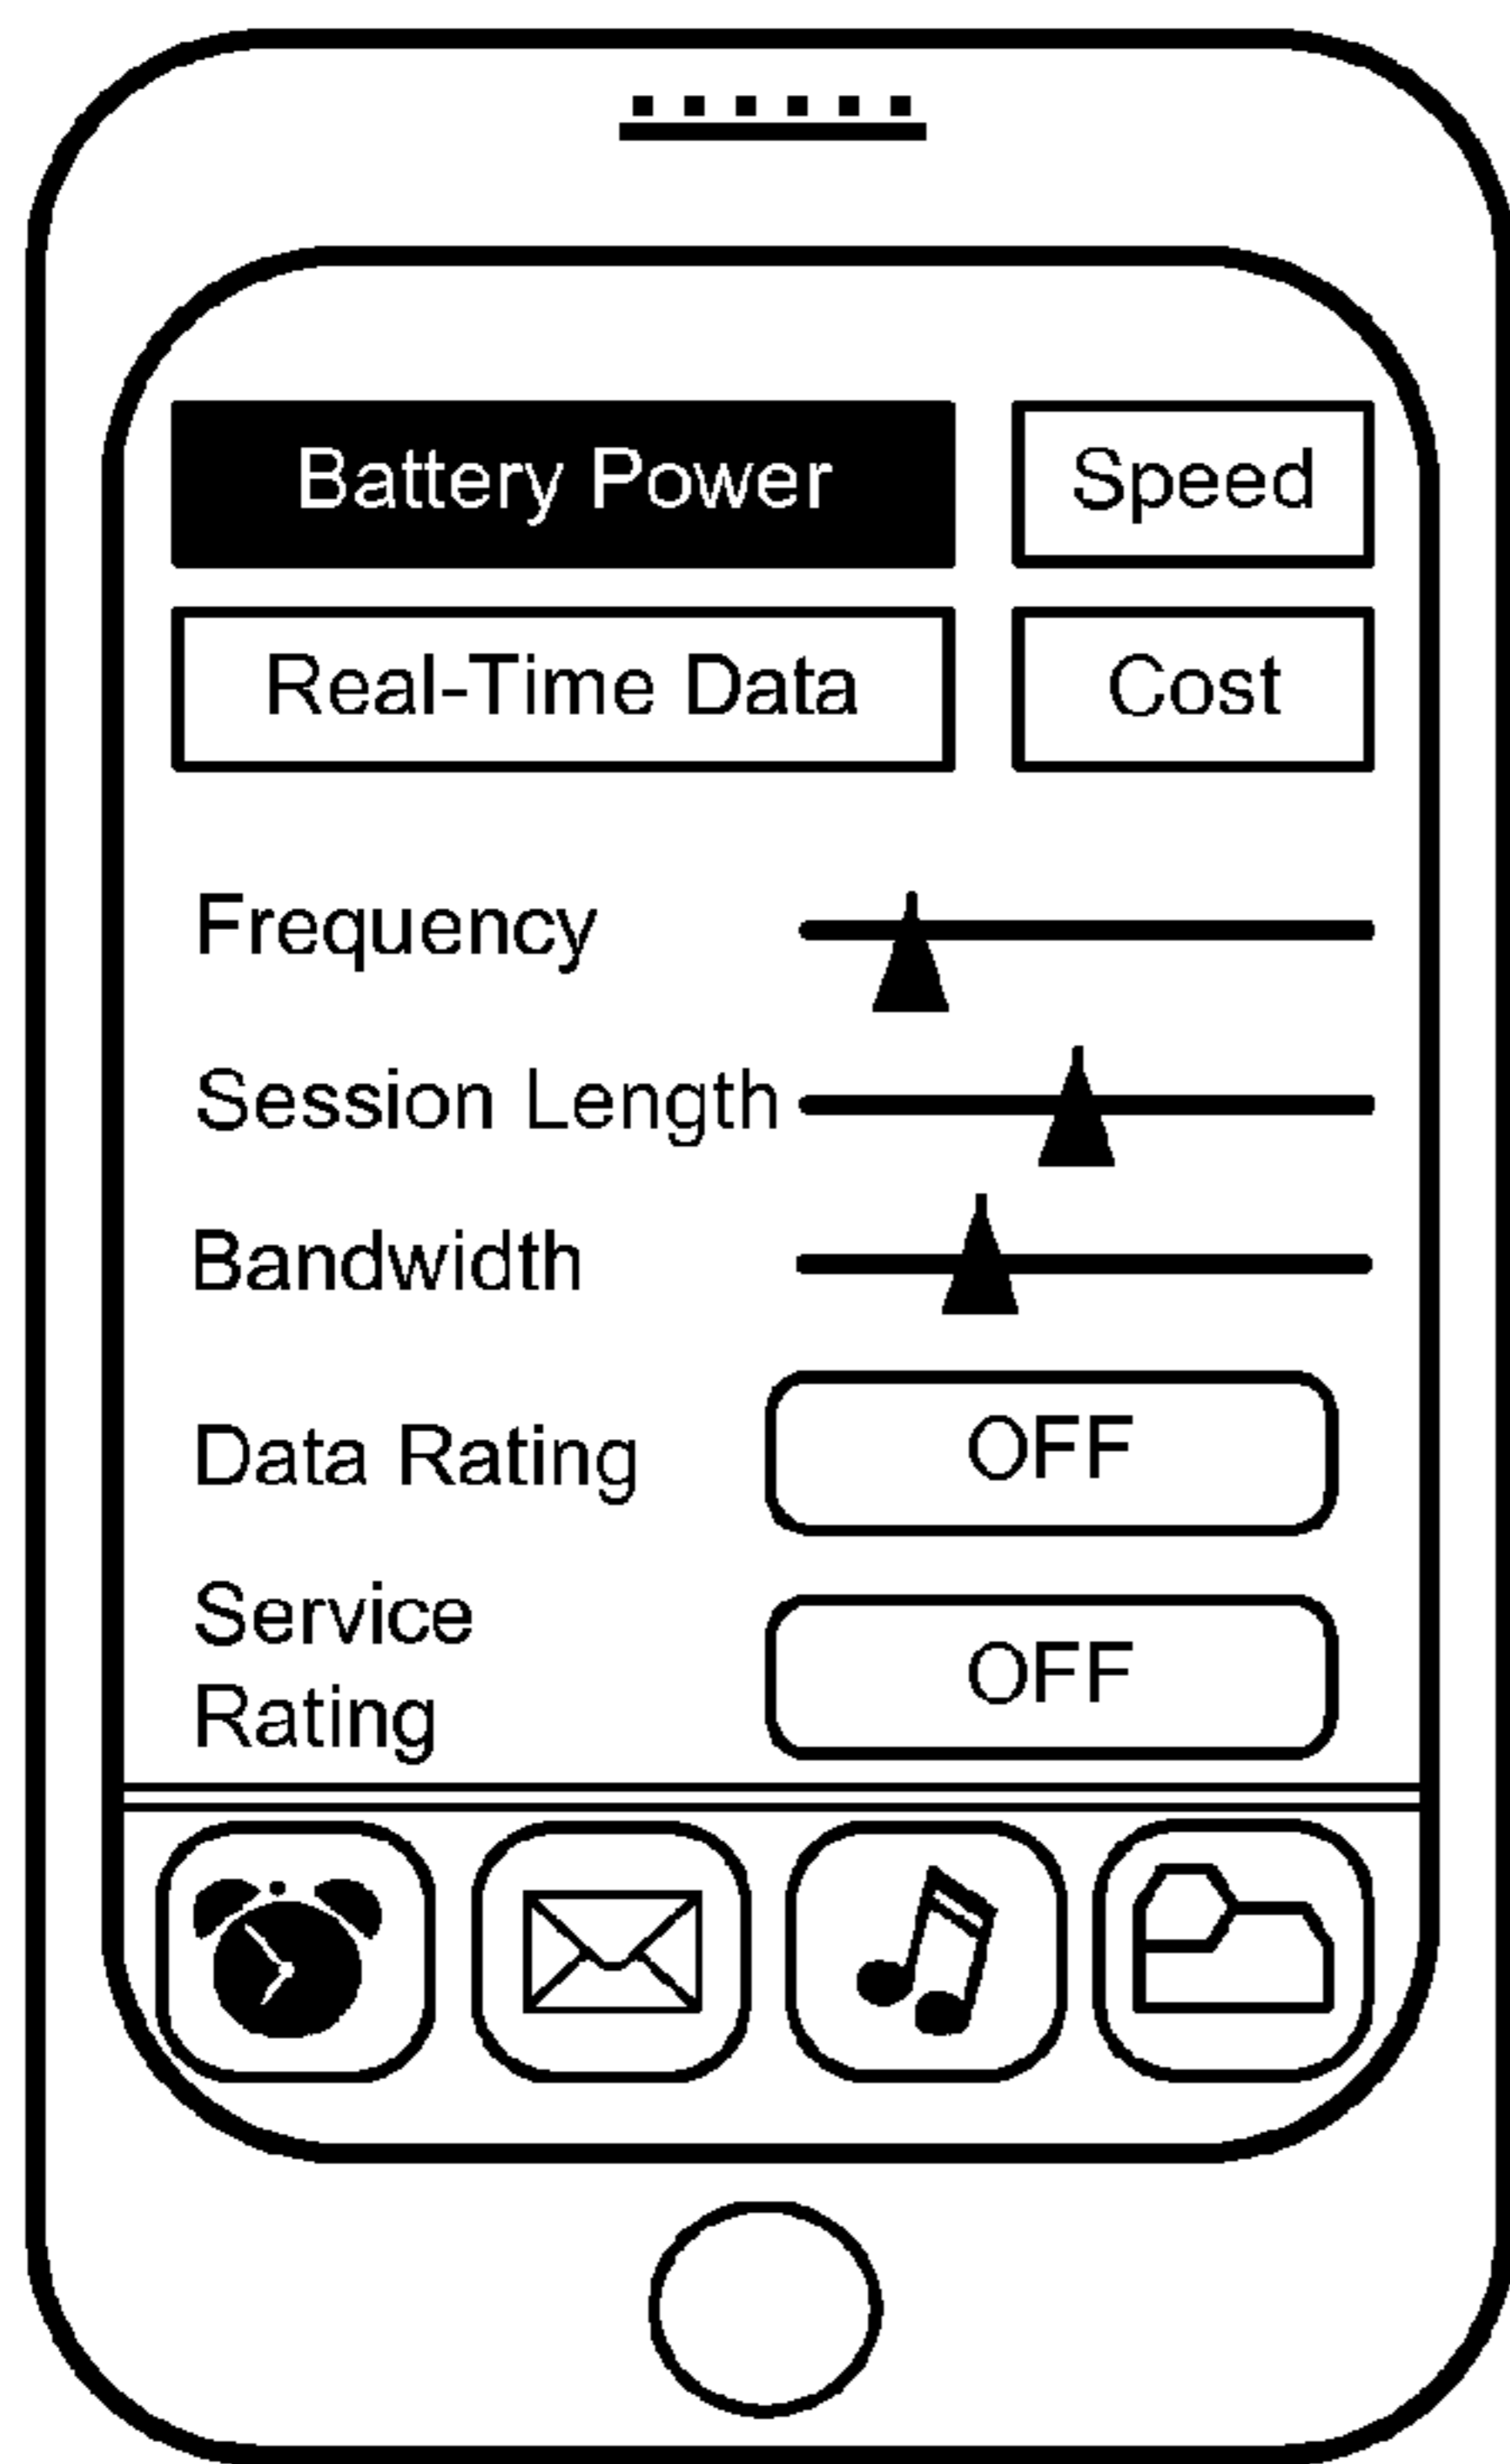 Battery Power Speed
Real-Time Data Cost
Frequency
Session Length
Bandwidth
Data Rating OFF
Service
Rating
OFF